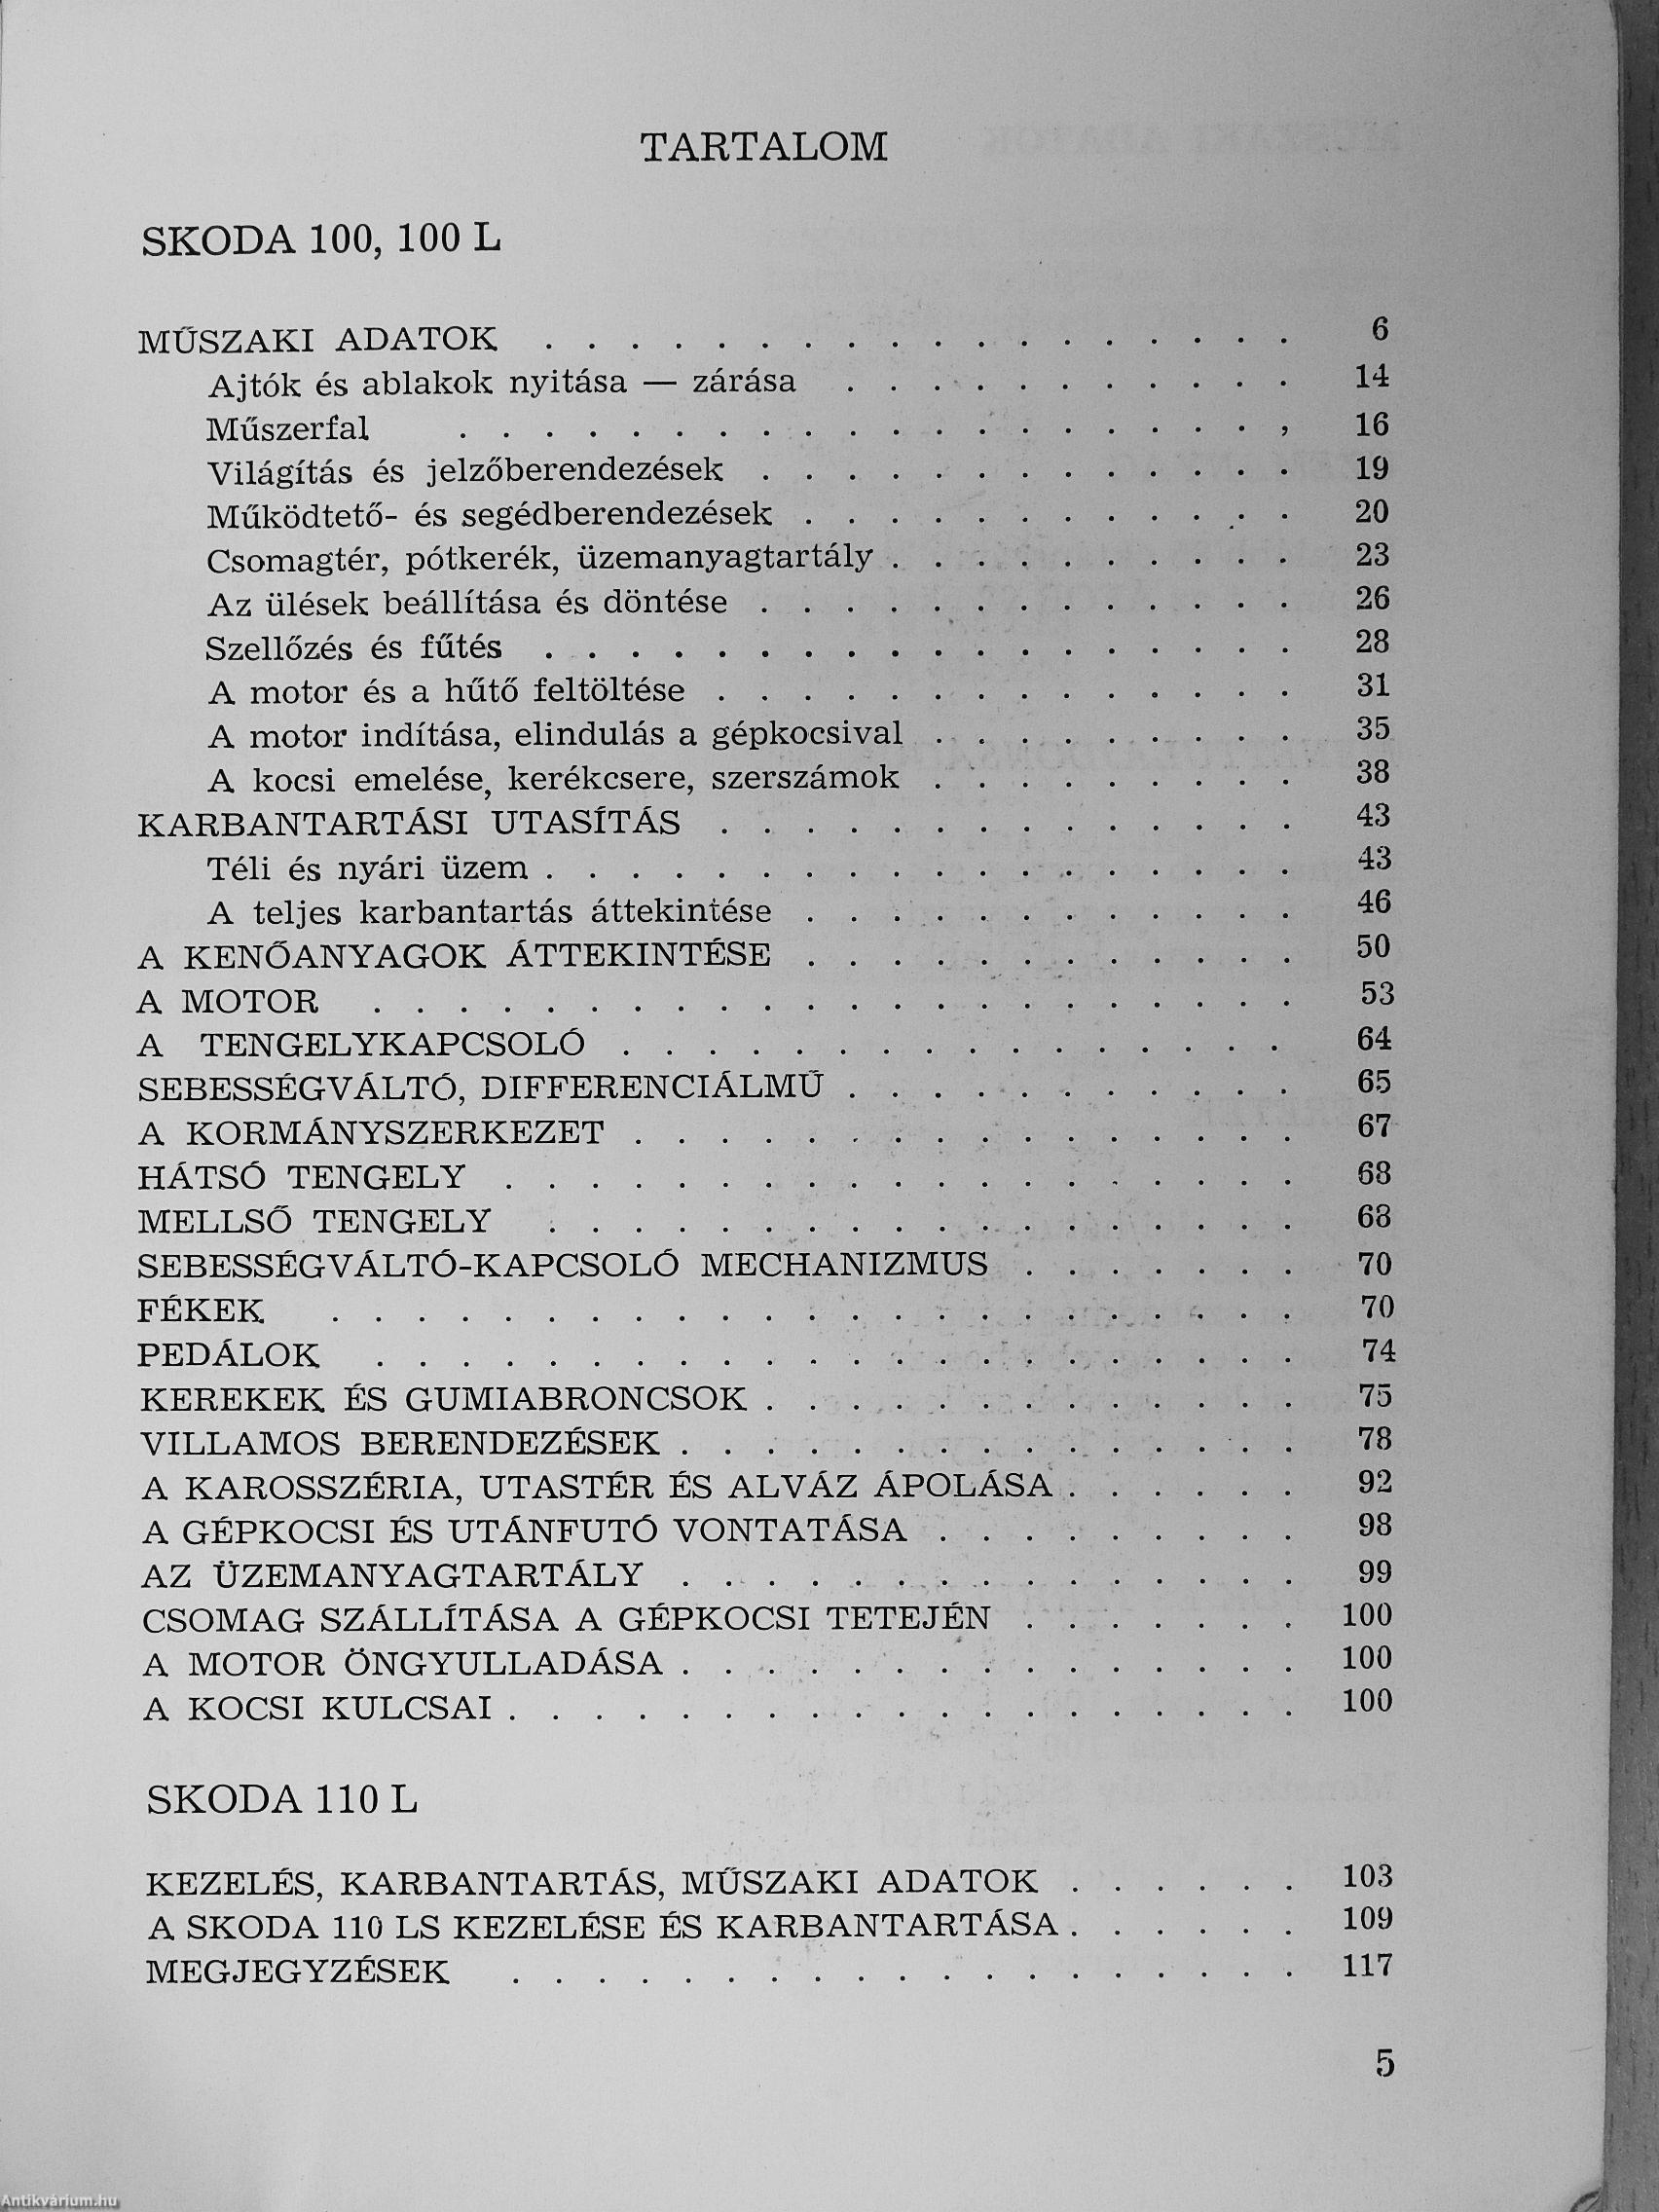 TARTALOM
SKODA 100, 100 L
MŰSZAKI ADATOK . . . . . . . . . . . . . . . . . . 6
Ajtók és ablakok nyitása — zárása . . . . . . . . . . . 14
Műszerfal . . . . . . . . . . . . . . . . . . . , 16
Világítás és jelzőberendezések . . . . . . . . . . . . . 19
Működtető- és segédberendezések . . . . . . . . . . . . 20
Csomagtér, pótkerék, üzemanyagtartály . . . . . . . . . . 23
Az ülések beállítása és döntése . . . . . . . . . . . . . 26
Szellőzés és fűtés . . . . . . . . . . . . . . . . . . 28
A motor és a hűtő feltöltése . . . . . . . . . . . . . . 31
A motor indítása, elindulás a gépkocsival . . . . . . . . . 35
A kocsi emelése, kerékcsere, szerszámok . . . . . . . . . 38
KARBANTARTÁSI UTASÍTÁS . . . . . . . . . . . . . . 43
Téli és nyári üzem . . . . . . . . . . . . . . . . . . 43
A teljes karbantartás áttekintése . . . . . . . . . . . . 46
A KENŐANYAGOK ÁTTEKINTÉSE . . . . . . . . . . . . 50
A MOTOR . . . . . . . . . . . . . . . . . . . . . . 53
A TENGELYKAPCSOLÓ . . . . . . . . . . . . . . . . 64
SEBESSÉGVÁLTÓ, DIFFERENCIÁLMŰ . . . . . . . . . . . 65
A KORMÁNYSZERKEZET . . . . . . . . . . . . . . . . 67
HÁTSÓ TENGELY . . . . . . . . . . . . . . . . . . . 68
MELLSŐ TENGELY . . . . . . . . . . . . . . . . . . 68
SEBESSÉGVÁLTÓ-KAPCSOLÓ MECHANIZMUS . . . . . . . 70
FÉKEK . . . . . . . . . . . . . . . . . . . . . . . 70
PEDÁLOK . . . . . . . . . . . . . . . . . . . . . . 74
KEREKEK ÉS GUMIABRONCSOK . . . . . . . . . . . . . 75
VILLAMOS BERENDEZÉSEK . . . . . . . . . . . . . . . 78
A KAROSSZÉRIA, UTASTÉR ÉS ALVÁZ ÁPOLÁSA . . . . . . 92
A GÉPKOCSI ÉS UTÁNFUTÓ VONTATÁSA . . . . . . . . . 98
AZ ÜZEMANYAGTARTÁLY . . . . . . . . . . . . . . . 99
CSOMAG SZÁLLÍTÁSA A GÉPKOCSI TETEJÉN . . . . . . . 100
A MOTOR ÖNGYULLADÁSA . . . . . . . . . . . . . . . 100
A KOCSI KULCSAI . . . . . . . . . . . . . . . . . . . 100
SKODA 110 L
KEZELÉS, KARBANTARTÁS, MŰSZAKI ADATOK . . . . . . 103
A SKODA 110 LS KEZELÉSE ÉS KARBANTARTÁSA . . . . . . 109
MEGJEGYZÉSEK . . . . . . . . . . . . . . . . . . . 117
5
Antikvárium.hu